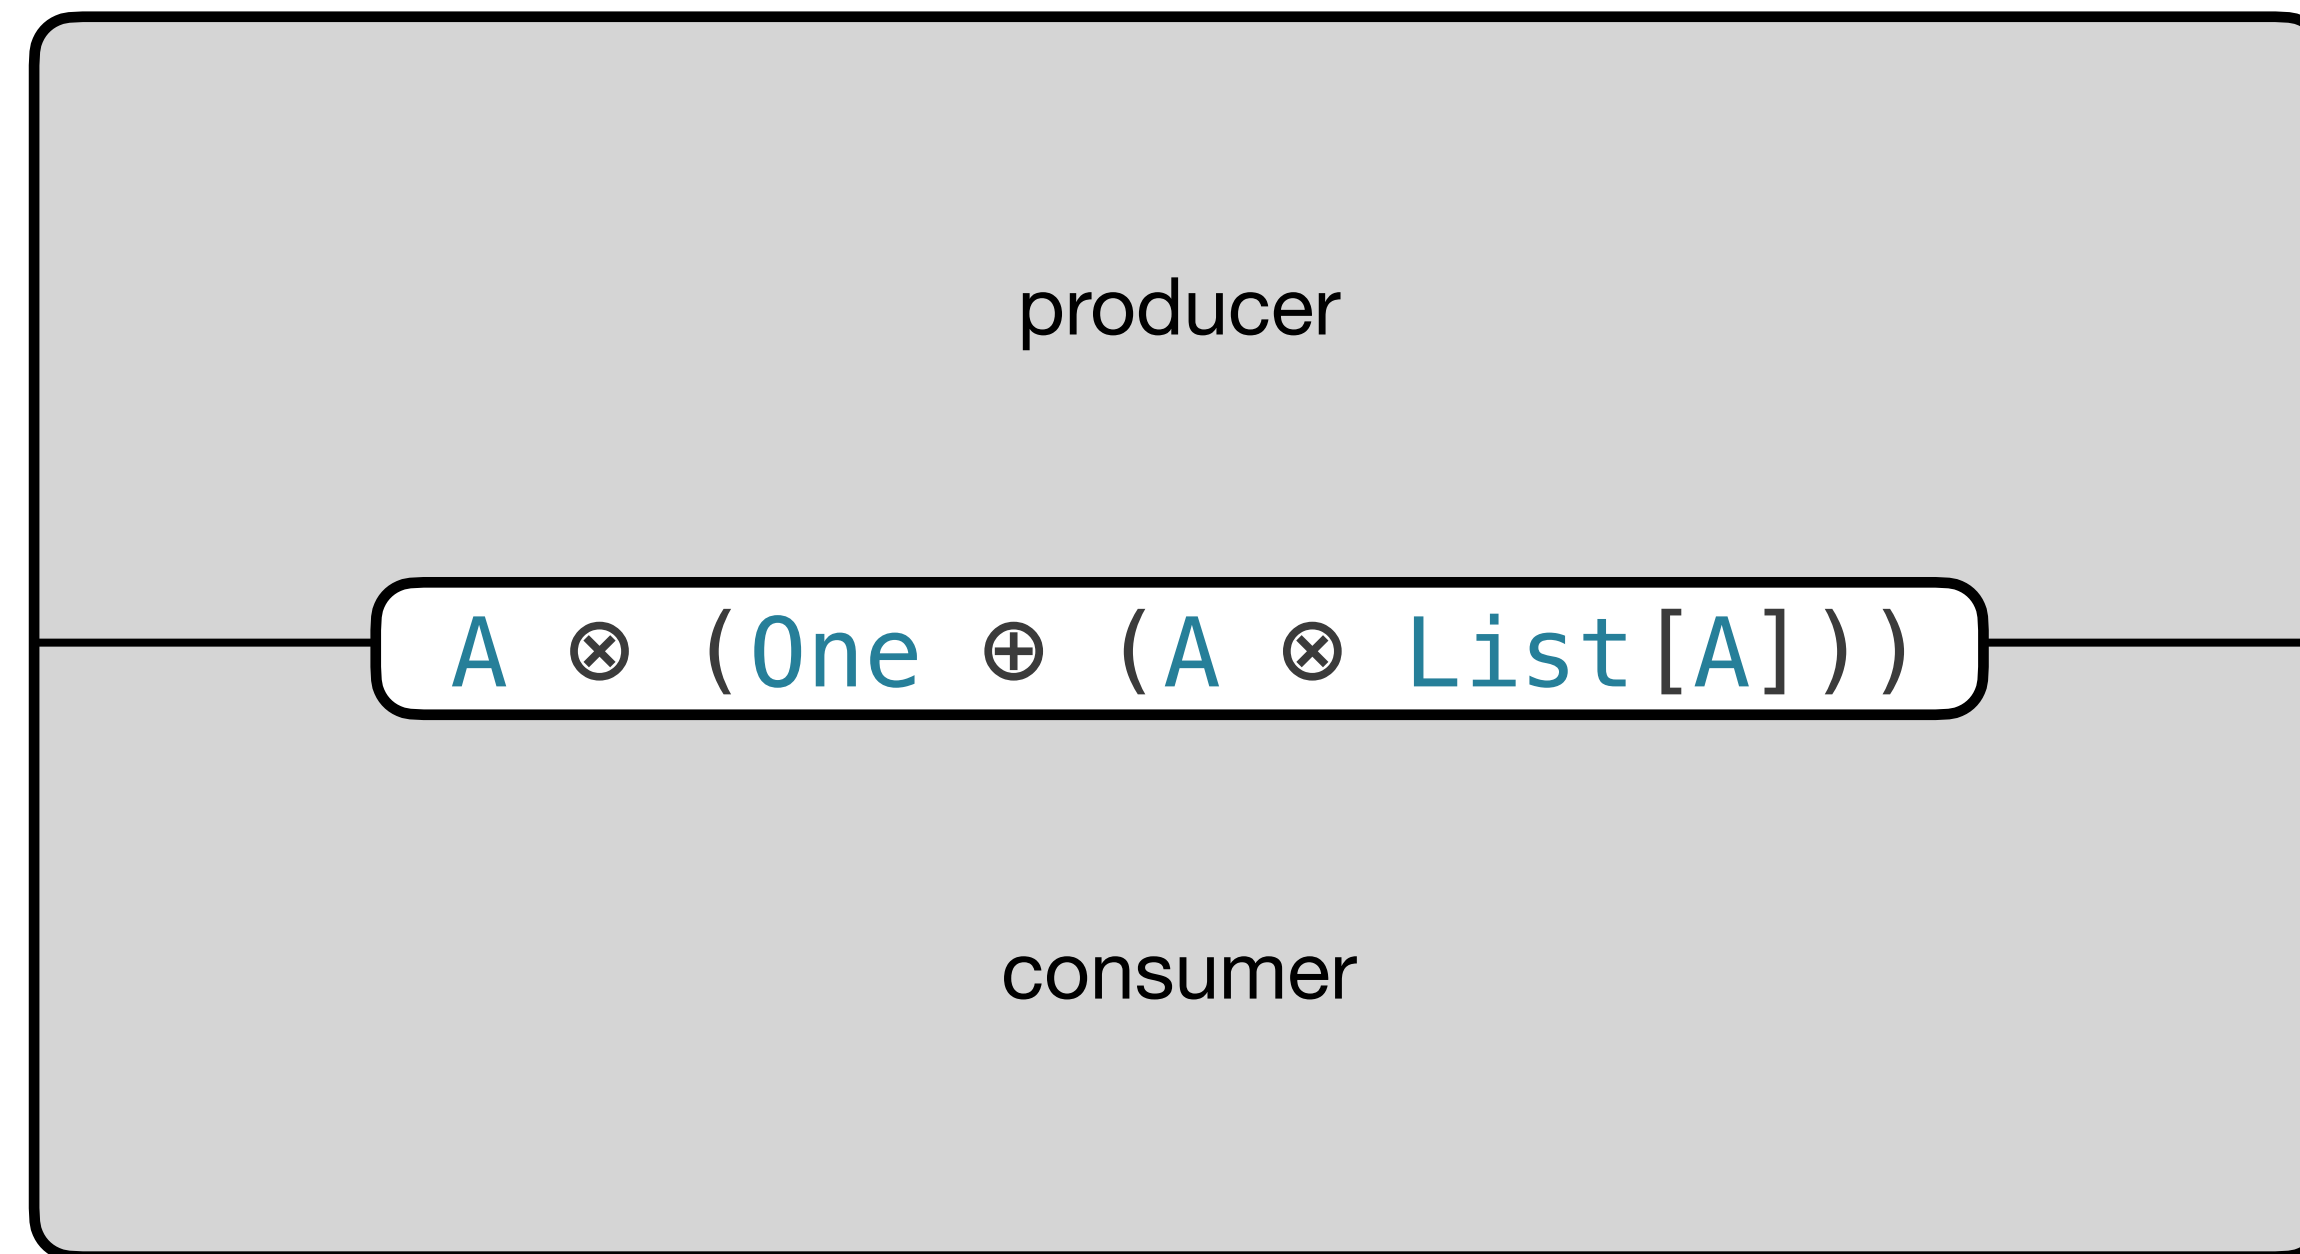 producer
A ⊗ (One ⊕ (A ⊗ List[A]))
consumer